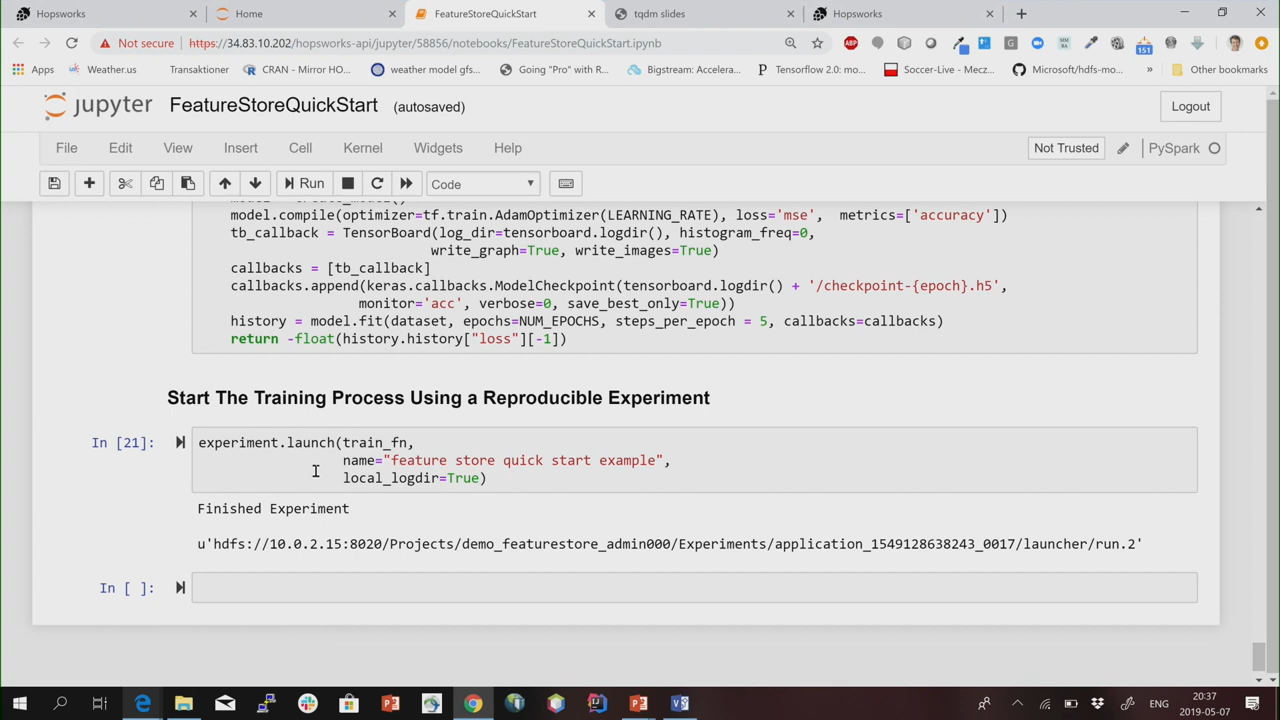 Hopsworks
Home
FeatureStoreQuickStart
tqdm slides
Hopsworks
Not secure
https://34.83.10.202/hopsworks-api/jupyter/58856/notebooks/FeatureStoreQuickStart.ipynb
ABP
151
Apps
Weather.us
Traktionaller
CRAN - Mirror HO...
weather model gfs...
Going "Pro" with R...
Bigstream: Accelera...
Tensorflow 2.0: mo...
Soccer-Live - Mecz...
Microsoft/hdfs-mo...
»
Other bookmarks
jupyter FeatureStoreQuickStart (autosaved)
Logout
File Edit View Insert Cell Kernel Widgets Help
Not Trusted
PySpark
Run
Code
model = create_model()
model.compile(optimizer=tf.train.AdamOptimizer(LEARNING_RATE), loss='mse', metrics=['accuracy'])
tb_callback = TensorBoard(log_dir=tensorboard.logdir(), histogram_freq=0,
write_graph=True, write_images=True)
callbacks = [tb_callback]
callbacks.append(keras.callbacks.ModelCheckpoint(tensorboard.logdir() + '/checkpoint-{epoch}.h5',
monitor='acc', verbose=0, save_best_only=True))
history = model.fit(dataset, epochs=NUM_EPOCHS, steps_per_epoch = 5, callbacks=callbacks)
return -float(history.history["loss"][-1])
Start The Training Process Using a Reproducible Experiment
In [21]:
experiment.launch(train_fn,
name="feature store quick start example",
local_logdir=True)
Finished Experiment
u'hdfs://10.0.2.15:8020/Projects/demo_featurestore_admin000/Experiments/application_1549128638243_0017/launcher/run.2'
In [ ]:
ENG
20:37
2019-05-07